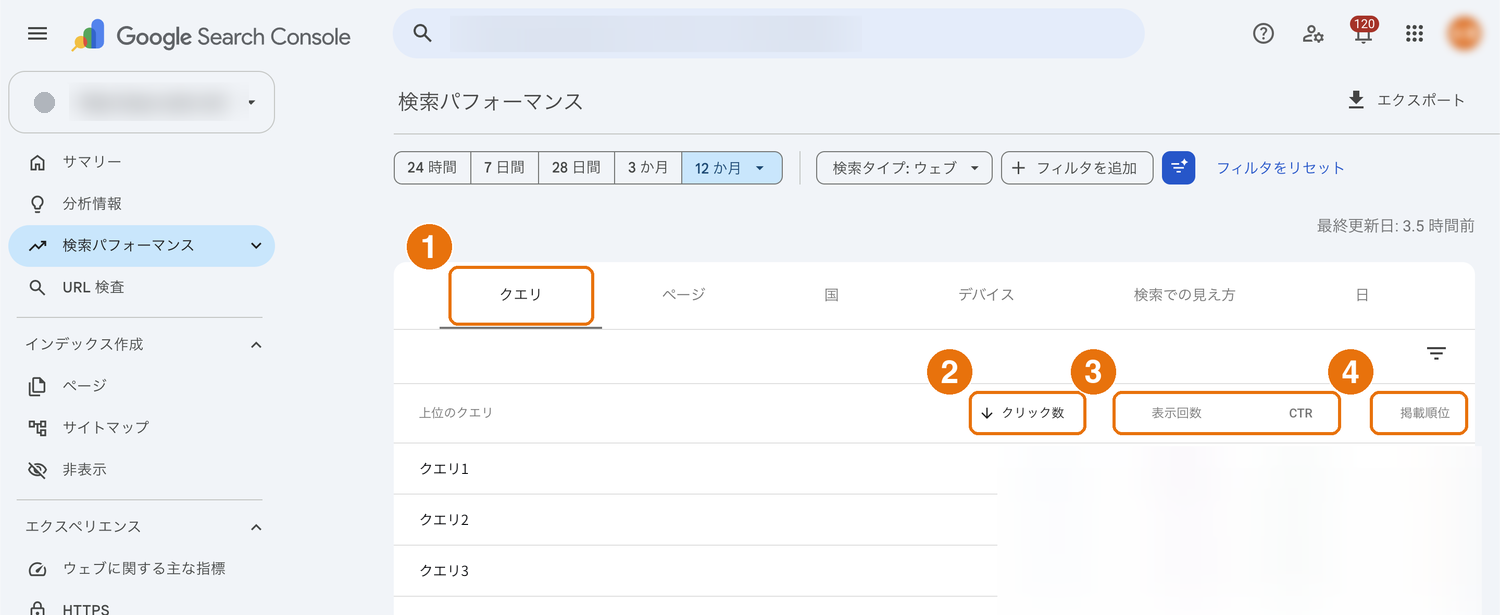 Google Search Console
120
検索パフォーマンス
エクスポート
サマリー
分析情報
検索パフォーマンス
URL 検査
インデックス作成
ページ
サイトマップ
非表示
エクスペリエンス
ウェブに関する主な指標
HTTPS
24 時間 7 日間 28 日間 3 か月 12 か月
検索タイプ: ウェブ
フィルタを追加
フィルタをリセット
最終更新日: 3.5 時間前
1
クエリ ページ 国 デバイス 検索での見え方 日
2 3 4
上位のクエリ クリック数 表示回数 CTR 掲載順位
クエリ1
クエリ2
クエリ3